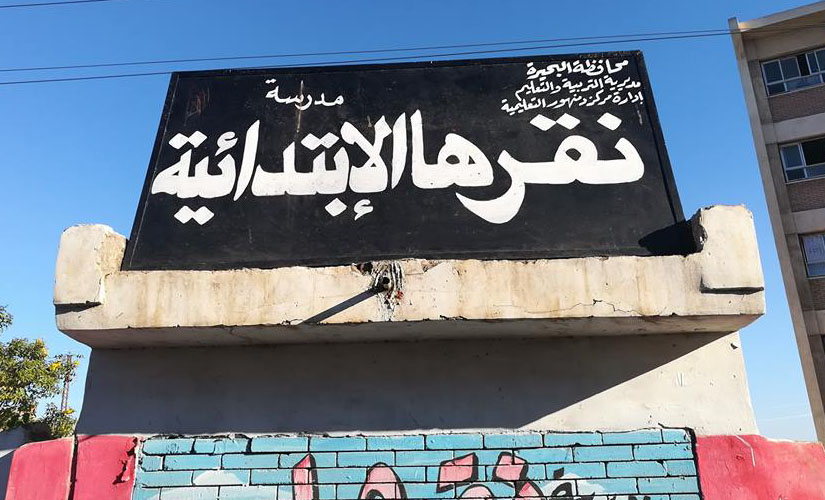 محافظة البحيرة
مديرية التربية والتعليم
إدارة مركز دمنهور التعليمية
مدرسة
نقرها الإبتدائية